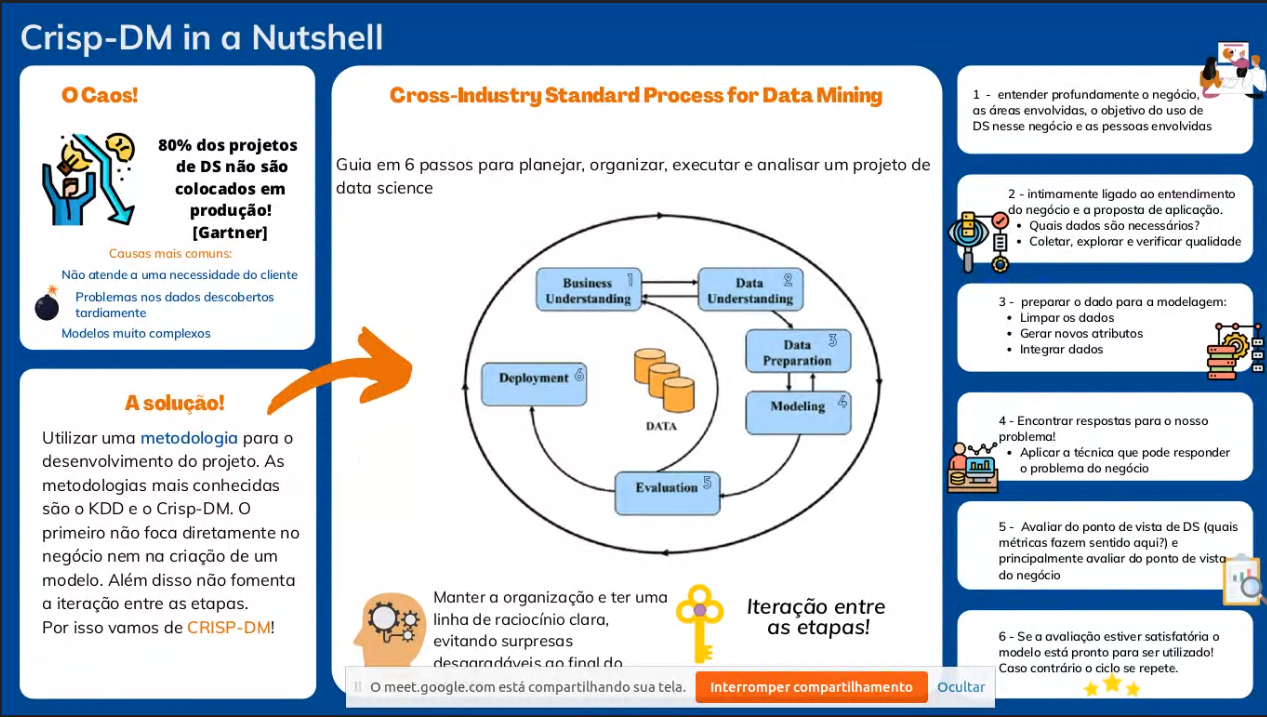 Crisp-DM in a Nutshell
O Caos!
80% dos projetos
de DS não são
colocados em
produção!
[Gartner]
Causas mais comuns:
Não atende a uma necessidade do cliente
Problemas nos dados descobertos
tardiamente
Modelos muito complexos
A solução!
Utilizar uma metodologia para o
desenvolvimento do projeto. As
metodologias mais conhecidas
são o KDD e o Crisp-DM. O
primeiro não foca diretamente no
negócio nem na criação de um
modelo. Além disso não fomenta
a iteração entre as etapas.
Por isso vamos de CRISP-DM!
Cross-Industry Standard Process for Data Mining
Guia em 6 passos para planejar, organizar, executar e analisar um projeto de
data science
Business 1
Understanding
Data 2
Understanding
Data 3
Preparation
Modeling 4
Evaluation 5
Deployment 6
DATA
Manter a organização e ter uma
linha de raciocínio clara,
evitando surpresas
desagradáveis ao final do
Iteração entre
as etapas!
1 - entender profundamente o negócio,
as áreas envolvidas, o objetivo do uso de
DS nesse negócio e as pessoas envolvidas
2 - intimamente ligado ao entendimento
do negócio e a proposta de aplicação.
• Quais dados são necessários?
• Coletar, explorar e verificar qualidade
3 - preparar o dado para a modelagem:
• Limpar os dados
• Gerar novos atributos
• Integrar dados
4 - Encontrar respostas para o nosso
problema!
• Aplicar a técnica que pode responder
o problema do negócio
5 - Avaliar do ponto de vista de DS (quais
métricas fazem sentido aqui?) e
principalmente avaliar do ponto de vista
do negócio
6 - Se a avaliação estiver satisfatória o
modelo está pronto para ser utilizado!
Caso contrário o ciclo se repete.
O meet.google.com está compartilhando sua tela.
Interromper compartilhamento
Ocultar